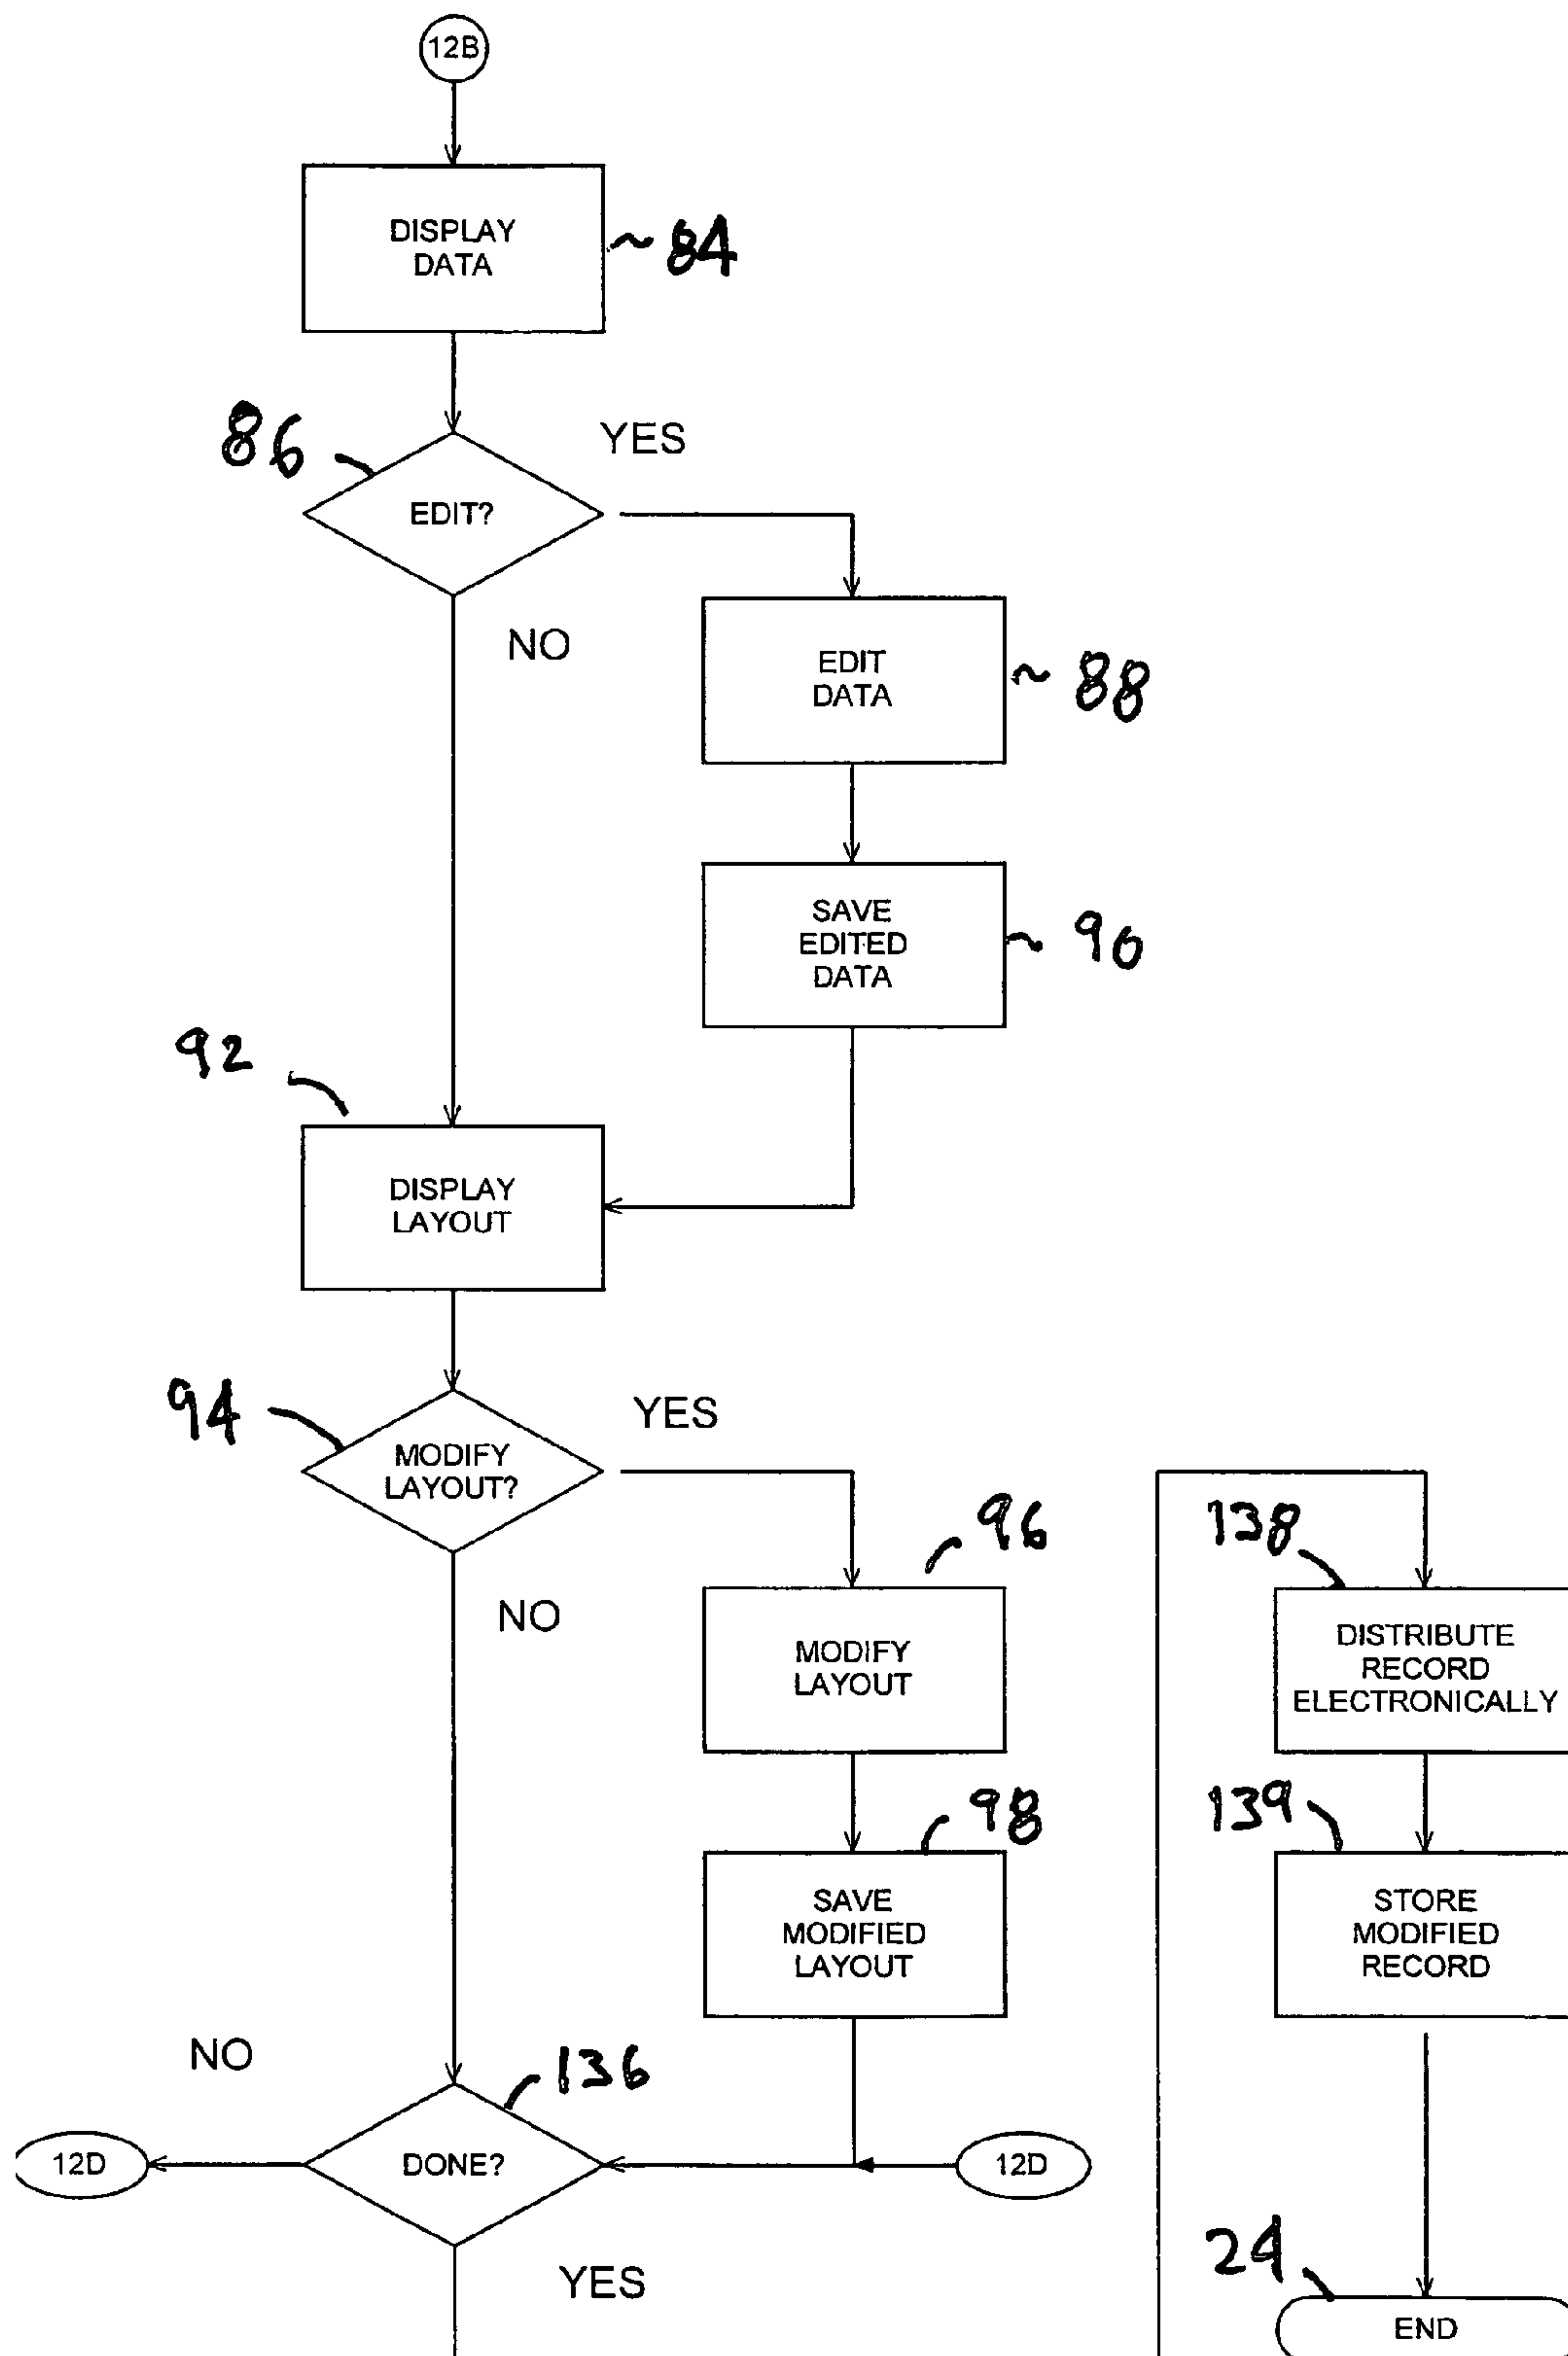 12B
DISPLAY
DATA
84
86
YES
EDIT?
NO
EDIT
DATA
88
SAVE
EDITED
DATA
90
92
DISPLAY
LAYOUT
94
YES
MODIFY
LAYOUT?
NO
96
MODIFY
LAYOUT
98
SAVE
MODIFIED
LAYOUT
NO
136
12D
DONE?
12D
YES
138
DISTRIBUTE
RECORD
ELECTRONICALLY
139
STORE
MODIFIED
RECORD
24
END